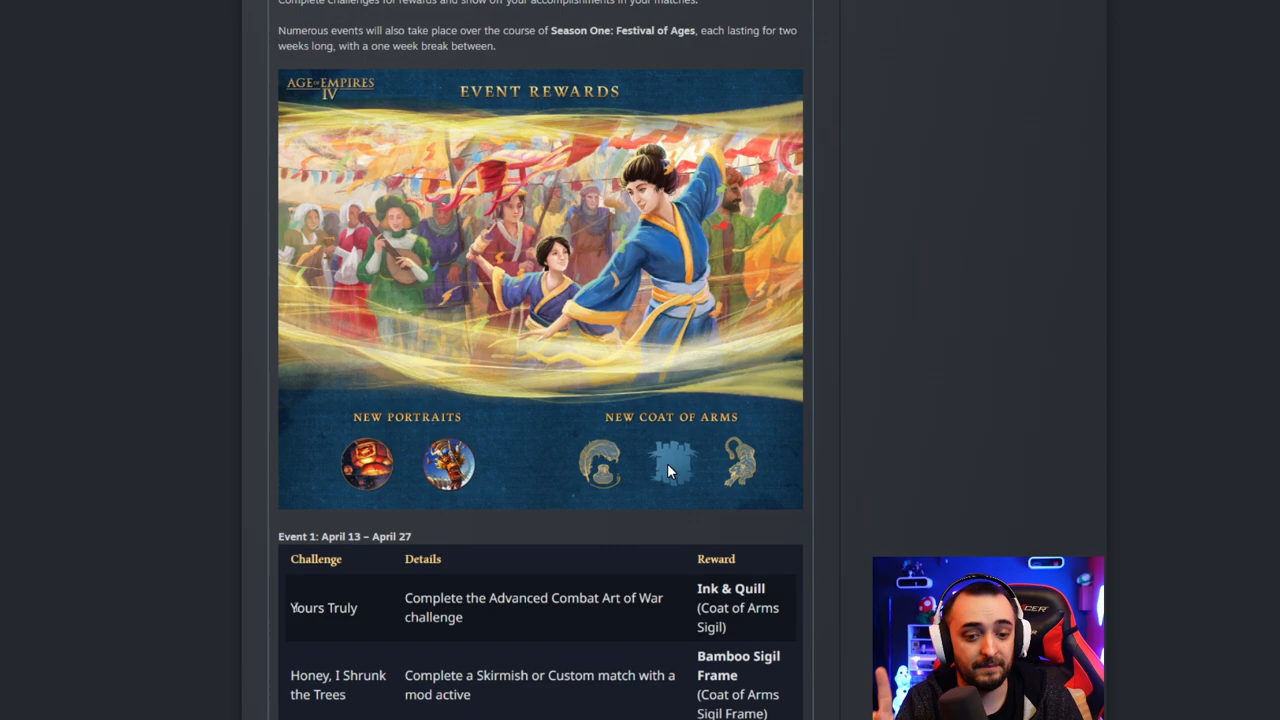 Complete challenges for rewards and show off your accomplishments in your matches.
Numerous events will also take place over the course of Season One: Festival of Ages, each lasting for two
weeks long, with a one week break between.
AGE OF EMPIRES
IV
EVENT REWARDS
NEW PORTRAITS
NEW COAT OF ARMS
Event 1: April 13 – April 27
Challenge
Details
Reward
Yours Truly
Complete the Advanced Combat Art of War
challenge
Ink & Quill
(Coat of Arms
Sigil)
Honey, I Shrunk
the Trees
Complete a Skirmish or Custom match with a
mod active
Bamboo Sigil
Frame
(Coat of Arms
Sigil Frame)